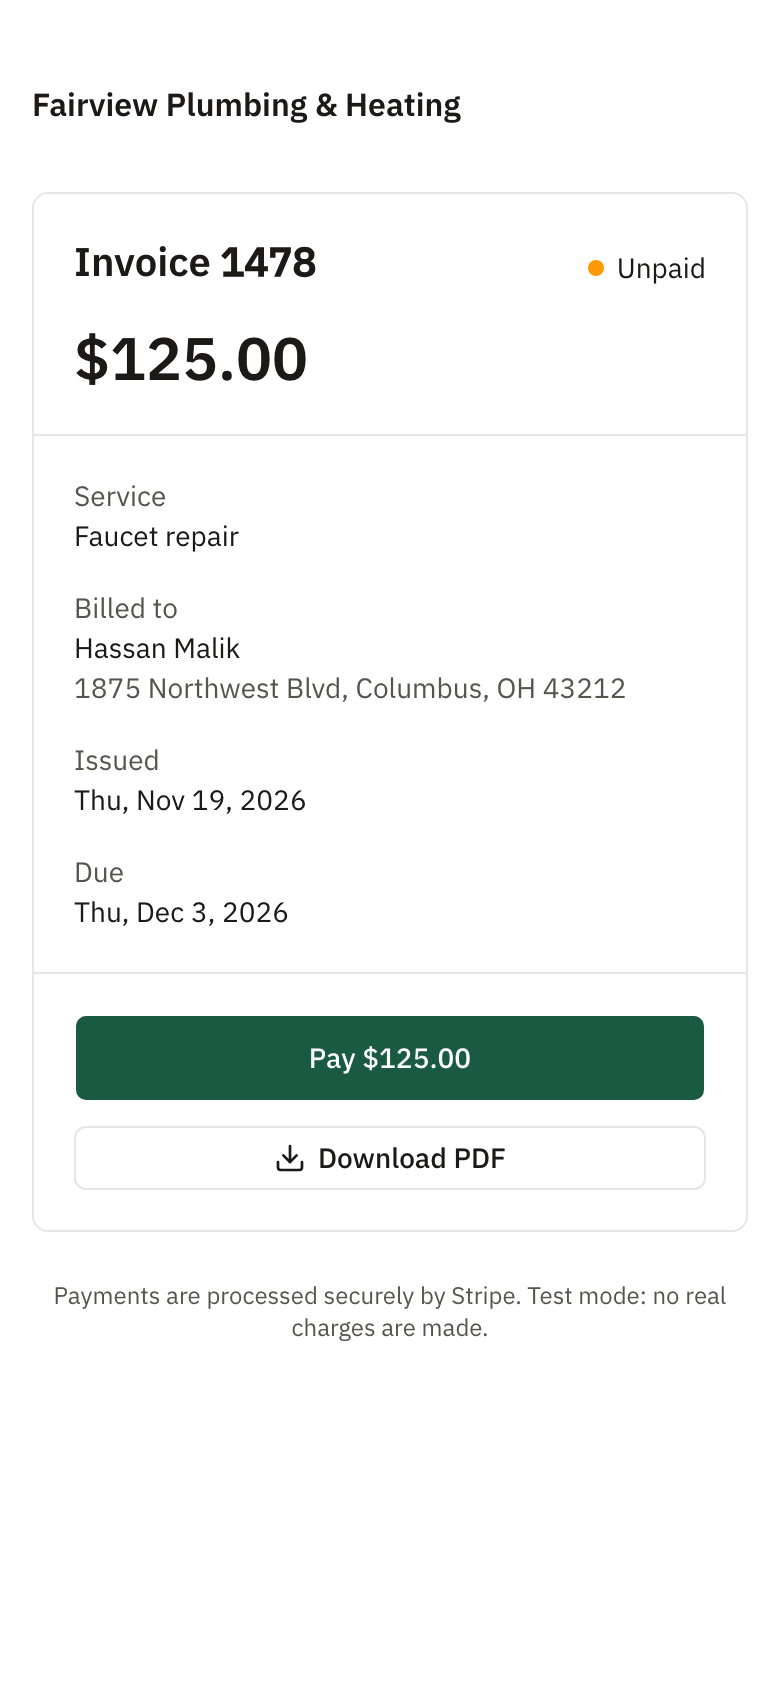 Fairview Plumbing & Heating
Invoice 1478
Unpaid
$125.00
Service
Faucet repair
Billed to
Hassan Malik
1875 Northwest Blvd, Columbus, OH 43212
Issued
Thu, Nov 19, 2026
Due
Thu, Dec 3, 2026
Pay $125.00
Download PDF
Payments are processed securely by Stripe. Test mode: no real
charges are made.